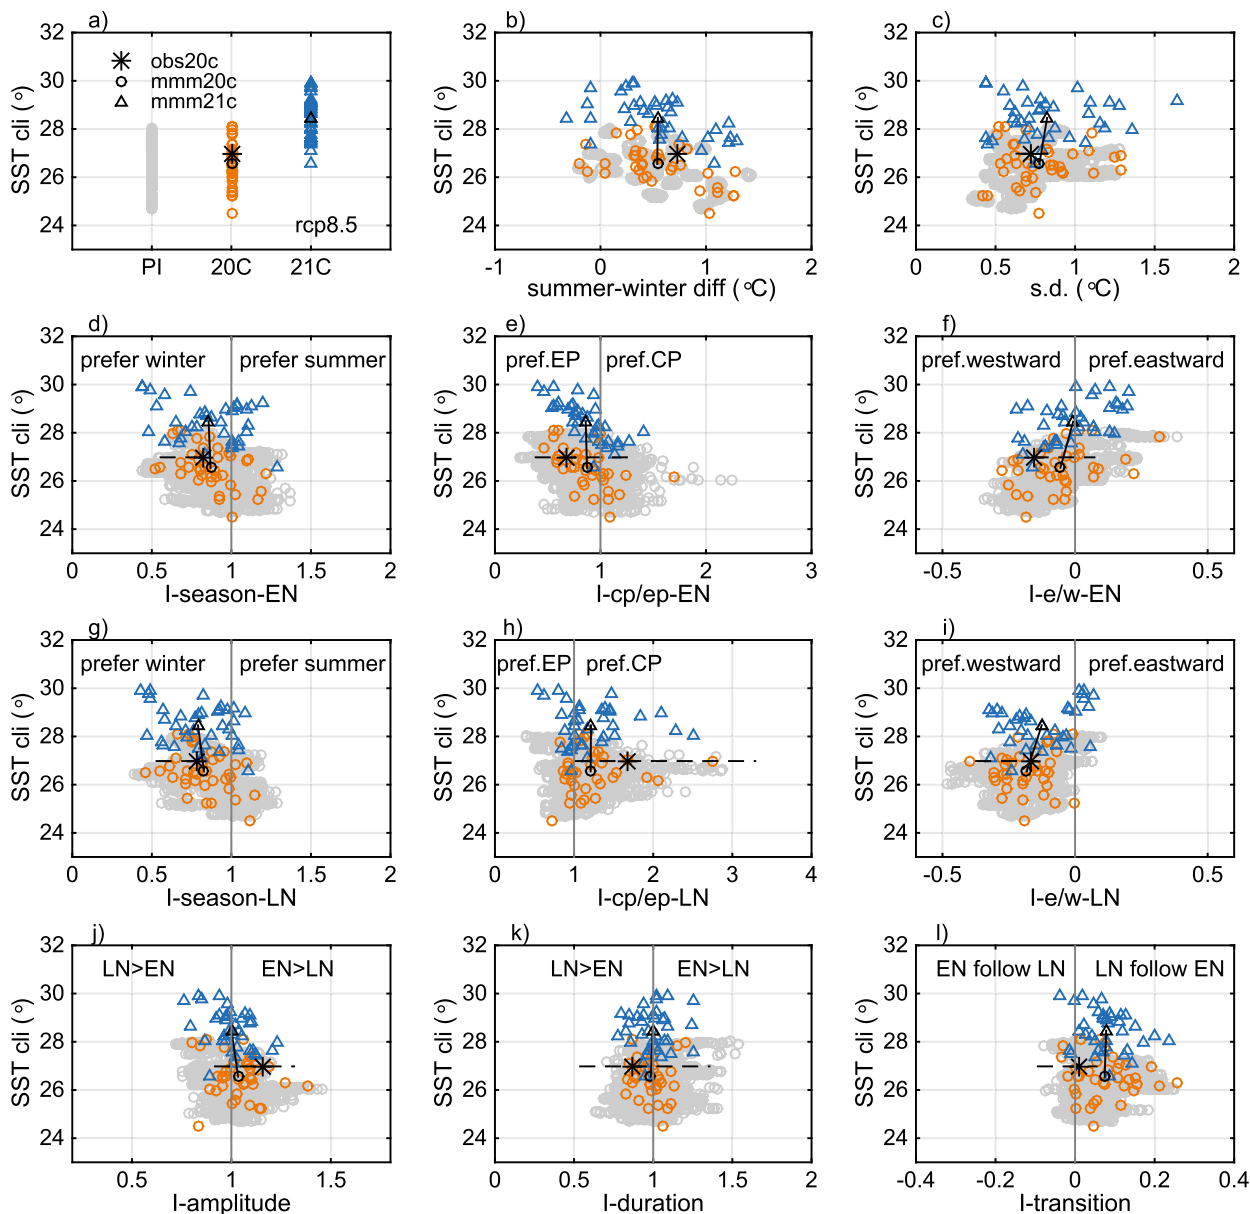 a)
b)
c)
SST cli (°)
32
30
28
26
24
obs20c
mmm20c
mmm21c
rcp8.5
PI
20C
21C
SST cli (°)
32
30
28
26
24
-1
0
1
2
summer-winter diff (°C)
SST cli (°)
32
30
28
26
24
0
0.5
1
1.5
2
s.d. (°C)
d)
e)
f)
SST cli (°)
32
30
28
26
24
prefer winter
prefer summer
0
0.5
1
1.5
2
I-season-EN
SST cli (°)
32
30
28
26
24
pref.EP
pref.CP
0
1
2
3
I-cp/ep-EN
SST cli (°)
32
30
28
26
24
pref.westward
pref.eastward
-0.5
0
0.5
I-e/w-EN
g)
h)
i)
SST cli (°)
32
30
28
26
24
prefer winter
prefer summer
0
0.5
1
1.5
2
I-season-LN
SST cli (°)
32
30
28
26
24
pref.EP
pref.CP
0
1
2
3
4
I-cp/ep-LN
SST cli (°)
32
30
28
26
24
pref.westward
pref.eastward
-0.5
0
0.5
I-e/w-LN
j)
k)
l)
SST cli (°)
32
30
28
26
24
LN>EN
EN>LN
0.5
1
1.5
I-amplitude
SST cli (°)
32
30
28
26
24
LN>EN
EN>LN
0
0.5
1
1.5
2
I-duration
SST cli (°)
32
30
28
26
24
EN follow LN
LN follow EN
-0.4
-0.2
0
0.2
0.4
I-transition